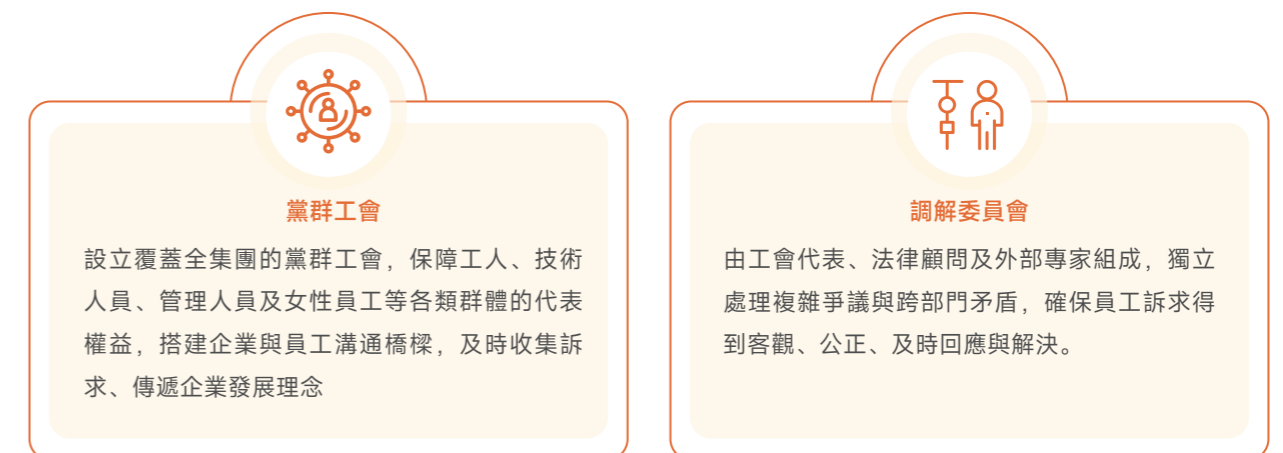 黨群工會
設立覆蓋全集團的黨群工會，保障工人、技術
人員、管理人員及女性員工等各類群體的代表
權益，搭建企業與員工溝通橋樑，及時收集訴
求、傳遞企業發展理念
調解委員會
由工會代表、法律顧問及外部專家組成，獨立
處理複雜爭議與跨部門矛盾，確保員工訴求得
到客觀、公正、及時回應與解決。